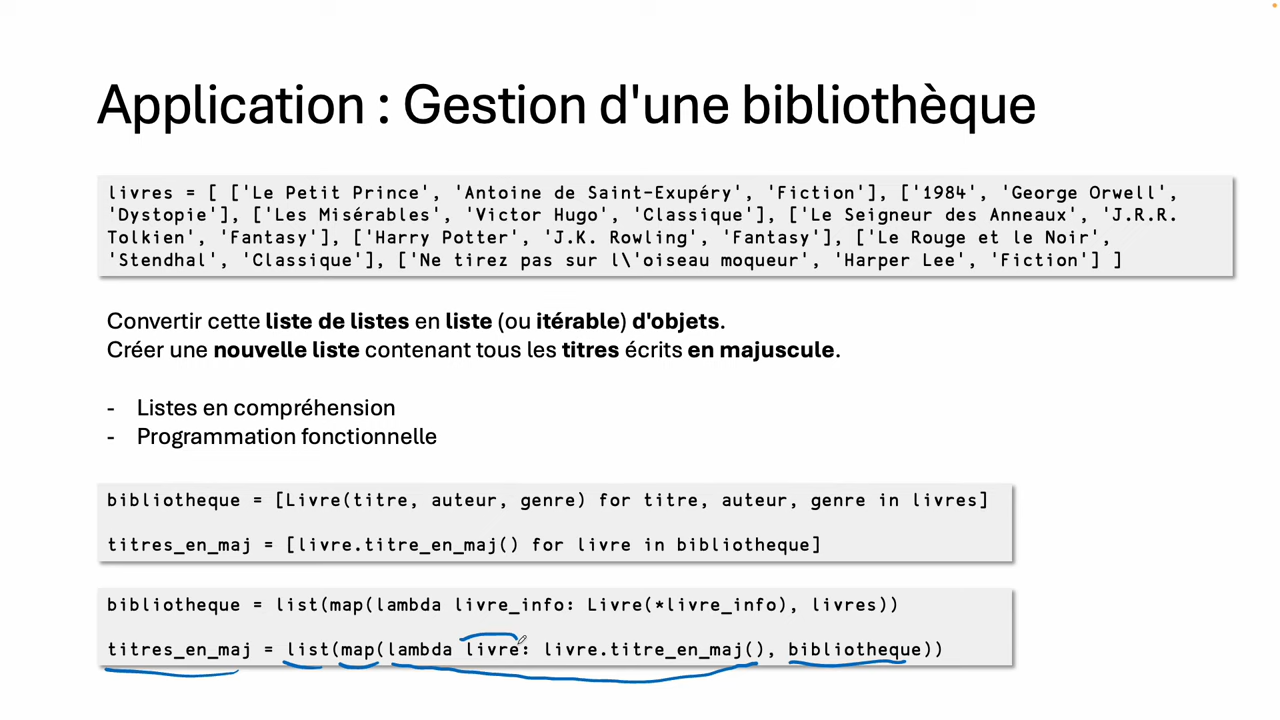 Application : Gestion d'une bibliothèque
livres = [ ['Le Petit Prince', 'Antoine de Saint-Exupéry', 'Fiction'], ['1984', 'George Orwell',
'Dystopie'], ['Les Misérables', 'Victor Hugo', 'Classique'], ['Le Seigneur des Anneaux', 'J.R.R.
Tolkien', 'Fantasy'], ['Harry Potter', 'J.K. Rowling', 'Fantasy'], ['Le Rouge et le Noir',
'Stendhal', 'Classique'], ['Ne tirez pas sur l\'oiseau moqueur', 'Harper Lee', 'Fiction'] ]
Convertir cette liste de listes en liste (ou itérable) d'objets.
Créer une nouvelle liste contenant tous les titres écrits en majuscule.
- Listes en compréhension
- Programmation fonctionnelle
bibliotheque = [Livre(titre, auteur, genre) for titre, auteur, genre in livres]
titres_en_maj = [livre.titre_en_maj() for livre in bibliotheque]
bibliotheque = list(map(lambda livre_info: Livre(*livre_info), livres))
titres_en_maj = list(map(lambda livre: livre.titre_en_maj(), bibliotheque))